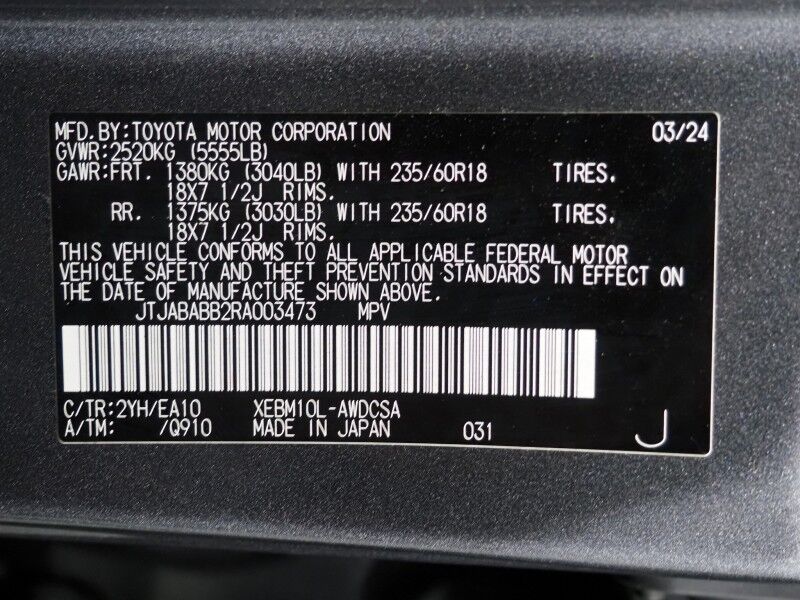 MFD.BY:TOYOTA MOTOR CORPORATION 03/24
GVWR:2520KG (5555LB)
GAWR:FRT. 1380KG (3040LB) WITH 235/60R18 TIRES.
18X7 1/2J RIMS.
RR. 1375KG (3030LB) WITH 235/60R18 TIRES.
18X7 1/2J RIMS.
THIS VEHICLE CONFORMS TO ALL APPLICABLE FEDERAL MOTOR
VEHICLE SAFETY AND THEFT PREVENTION STANDARDS IN EFFECT ON
THE DATE OF MANUFACTURE SHOWN ABOVE.
JTJABABB2RA003473 MPV
C/TR:2YH/EA10 XEBM10L-AWDCSA
A/TM: /Q910 MADE IN JAPAN 031 J